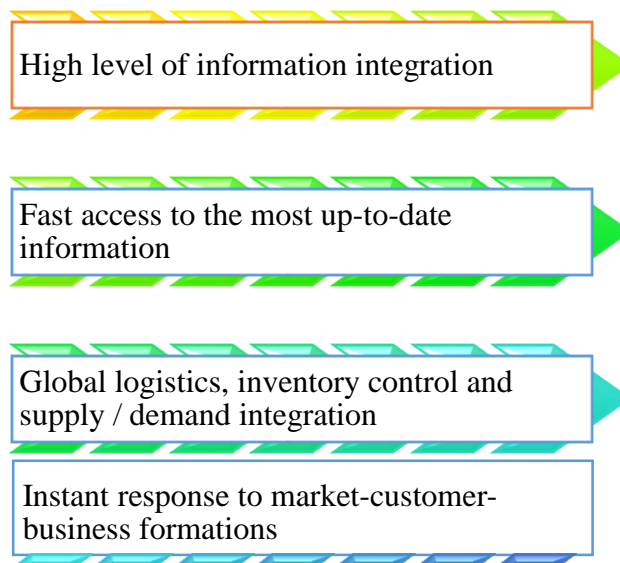 High level of information integration
Fast access to the most up-to-date
information
Global logistics, inventory control and
supply / demand integration
Instant response to market-customer-
business formations